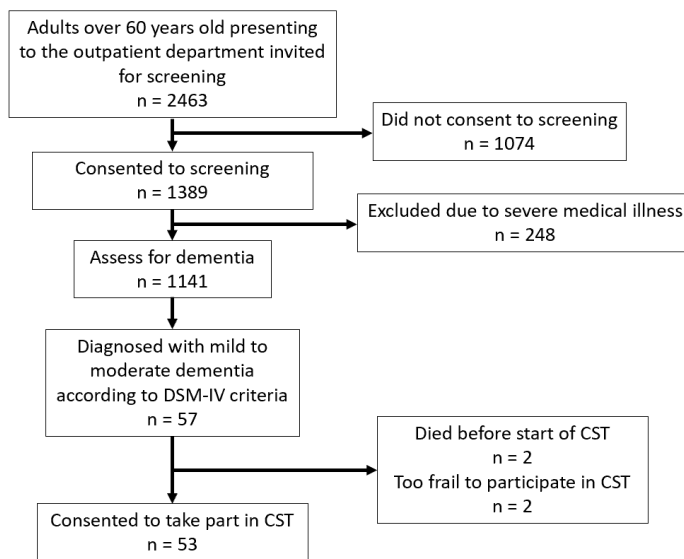 Adults over 60 years old presenting
to the outpatient department invited
for screening
n = 2463
Did not consent to screening
n = 1074
Consented to screening
n = 1389
Excluded due to severe medical illness
n = 248
Assess for dementia
n = 1141
Diagnosed with mild to
moderate dementia
according to DSM-IV criteria
n = 57
Died before start of CST
n = 2
Too frail to participate in CST
n = 2
Consented to take part in CST
n = 53